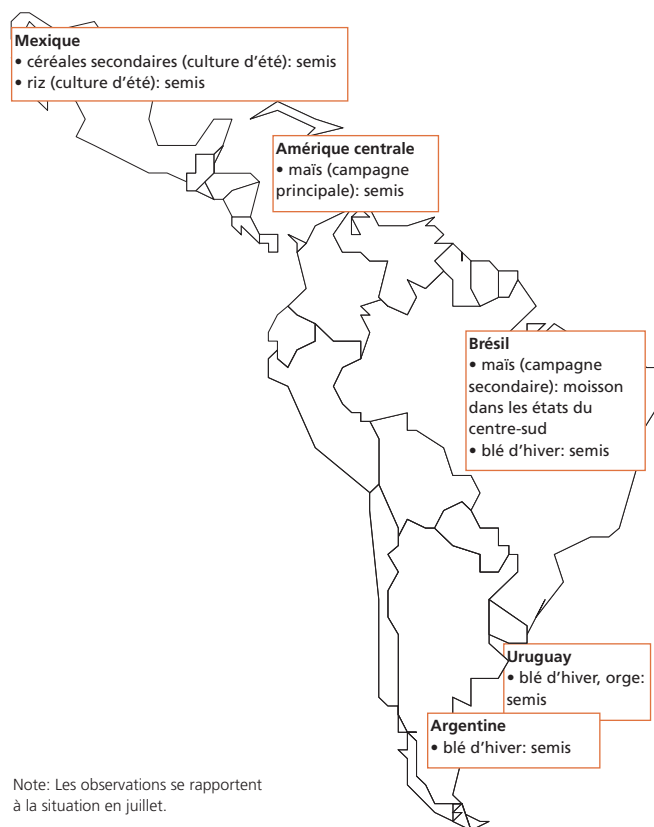 Mexique
• céréales secondaires (culture d'été): semis
• riz (culture d'été): semis
Amérique centrale
• maïs (campagne
principale): semis
Brésil
• maïs (campagne
secondaire): moisson
dans les états du
centre-sud
• blé d'hiver: semis
Uruguay
• blé d'hiver, orge:
semis
Argentine
• blé d'hiver: semis
Note: Les observations se rapportent
à la situation en juillet.